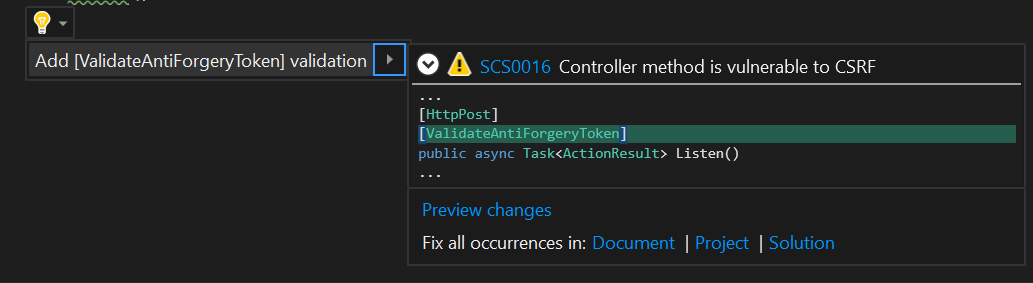 Add [ValidateAntiForgeryToken] validation
SCS0016 Controller method is vulnerable to CSRF
...
[HttpPost]
[ValidateAntiForgeryToken]
public async Task<ActionResult> Listen()
...
Preview changes
Fix all occurrences in: Document | Project | Solution